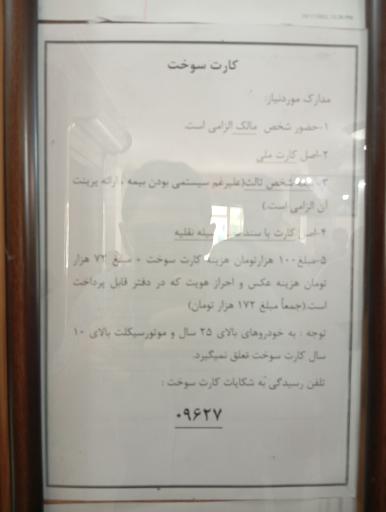 کارت سوخت
مدارک موردنیاز:
۱-حضور شخص مالک الزامی است
۲-اصل کارت ملی
۳- شخص ثالث(علیرغم سیستمی بودن بیمه ارائه پرینت
آن الزامی است.)
۴-اصل کارت یا سند وسیله نقلیه
۵-مبلغ۱۰۰ هزارتومان هزینه کارت سوخت + مبلغ ۷۲ هزار
تومان هزینه عکس و احراز هویت که در دفتر قابل پرداخت
است.(جمعاً مبلغ ۱۷۲ هزار تومان)
توجه : به خودروهای بالای ۲۵ سال و موتورسیکلت بالای ۱۰
سال کارت سوخت تعلق نمیگیرد.
تلفن رسیدگی به شکایات کارت سوخت :
۰۹۶۲۷